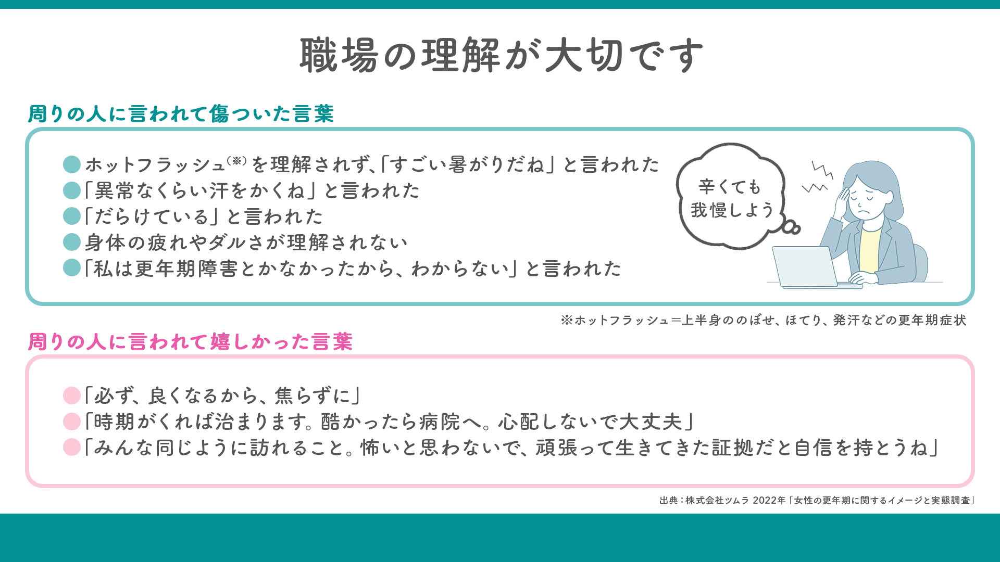 職場の理解が大切です
周りの人に言われて傷ついた言葉
●ホットフラッシュ(※)を理解されず、「すごい暑がりだね」と言われた
●「異常なくらい汗をかくね」と言われた
●「だらけている」と言われた
●身体の疲れやダルさが理解されない
●「私は更年期障害とかなかったから、わからない」と言われた
辛くても
我慢しよう
※ホットフラッシュ＝上半身ののぼせ、ほてり、発汗などの更年期症状
周りの人に言われて嬉しかった言葉
●「必ず、良くなるから、焦らずに」
●「時期がくれば治まります。酷かったら病院へ。心配しないで大丈夫」
●「みんな同じように訪れること。怖いと思わないで、頑張って生きてきた証拠だと自信を持とうね」
出典：株式会社ツムラ 2022年「女性の更年期に関するイメージと実態調査」